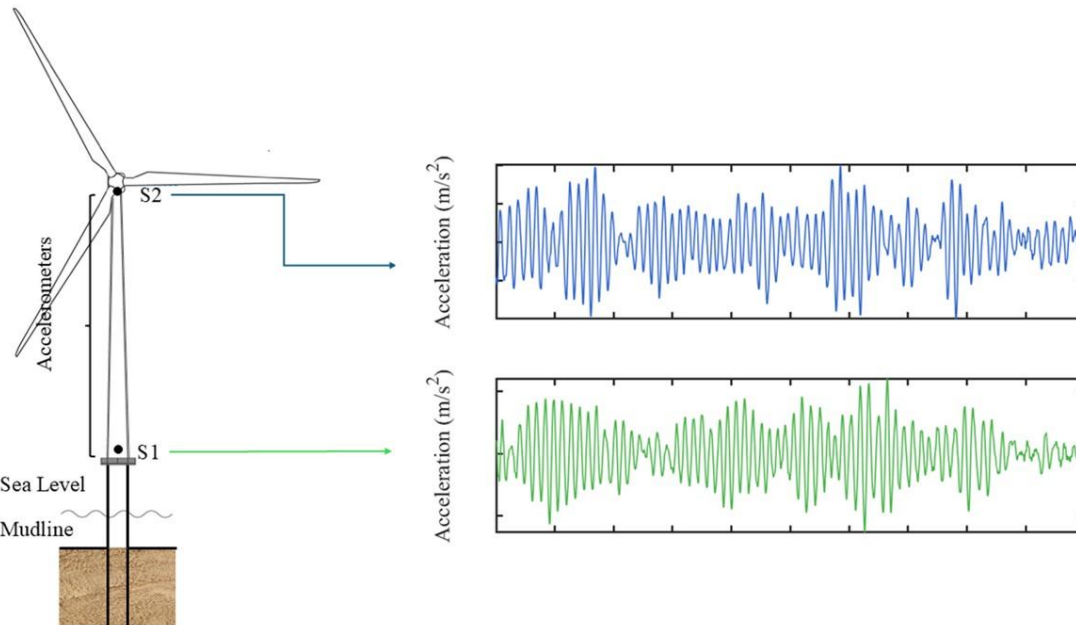 S2
Accelerometers
S1
Sea Level
Mudline
Acceleration (m/s²)
Acceleration (m/s²)